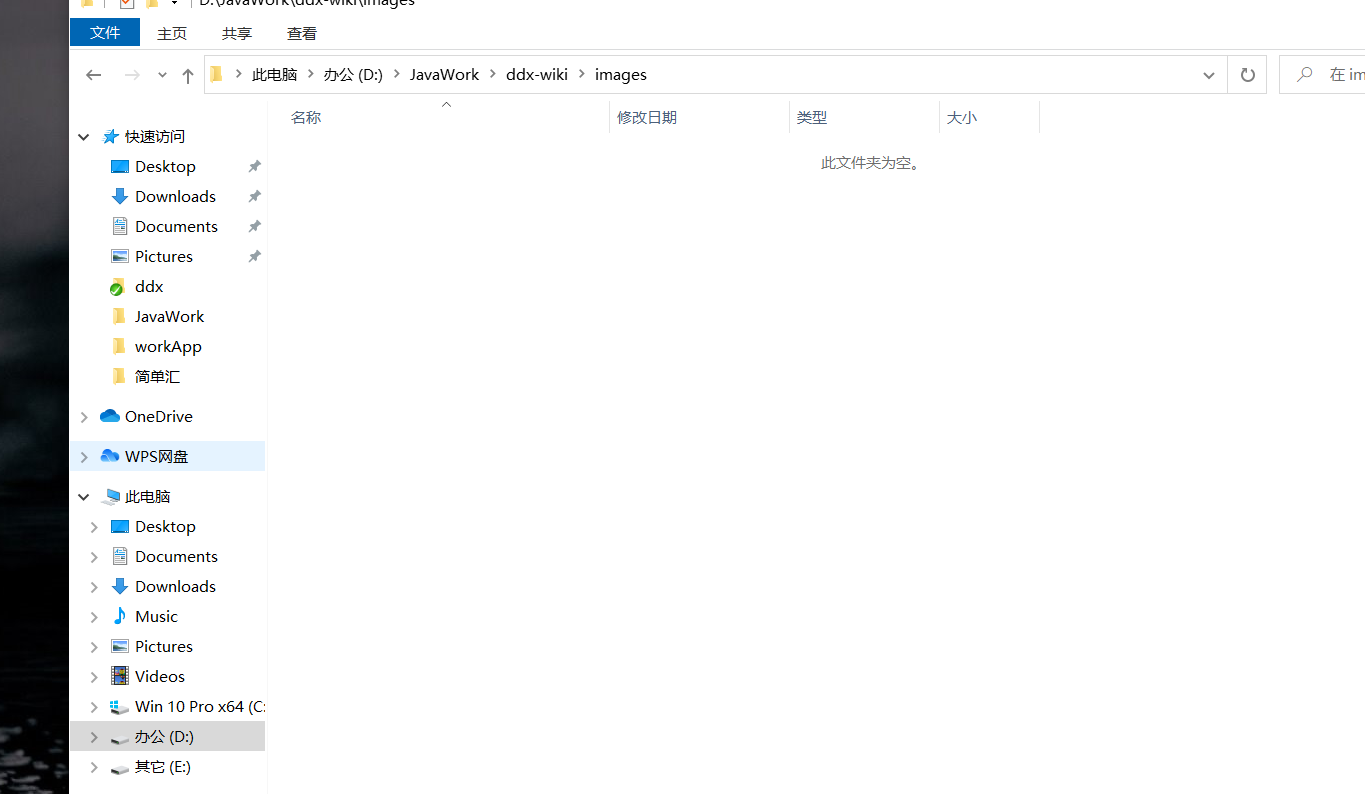 D:\JavaWork\ddx-wiki\images
文件 主页 共享 查看
此电脑 办公 (D:) JavaWork ddx-wiki images 在 im
名称 修改日期 类型 大小
此文件夹为空。
快速访问
Desktop
Downloads
Documents
Pictures
ddx
JavaWork
workApp
简单汇
OneDrive
WPS网盘
此电脑
Desktop
Documents
Downloads
Music
Pictures
Videos
Win 10 Pro x64 (C:
办公 (D:)
其它 (E:)